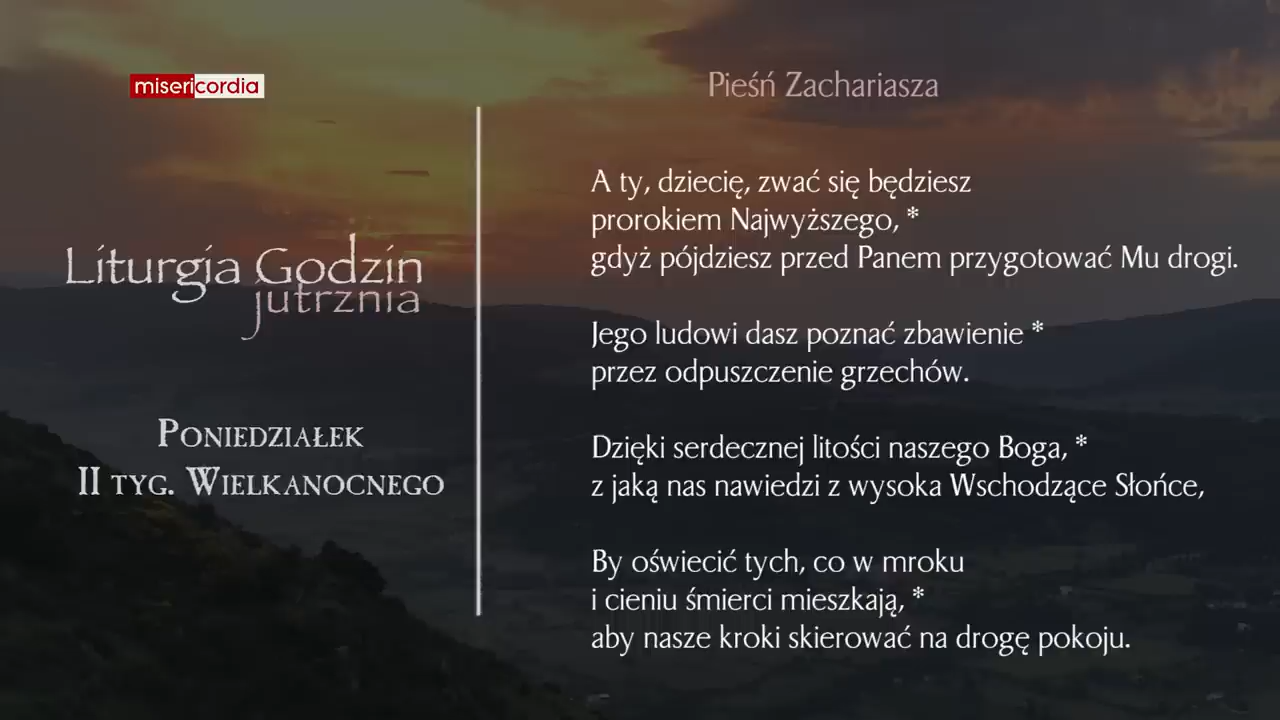 misericordia
Liturgia Godzin
jutrznia
Poniedziałek
II tyg. Wielkanocnego
Pieśń Zachariasza
A ty, dziecię, zwać się będziesz
prorokiem Najwyższego, *
gdyż pójdziesz przed Panem przygotować Mu drogi.
Jego ludowi dasz poznać zbawienie *
przez odpuszczenie grzechów.
Dzięki serdecznej litości naszego Boga, *
z jaką nas nawiedzi z wysoka Wschodzące Słońce,
By oświecić tych, co w mroku
i cieniu śmierci mieszkają, *
aby nasze kroki skierować na drogę pokoju.